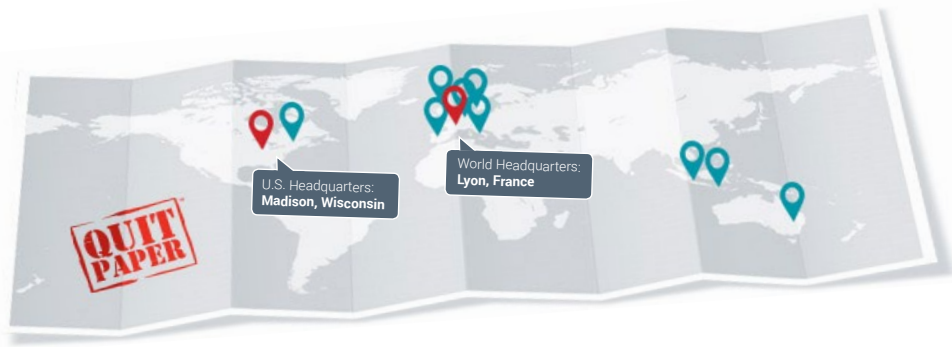 U.S. Headquarters:
Madison, Wisconsin
World Headquarters:
Lyon, France
QUIT
PAPER